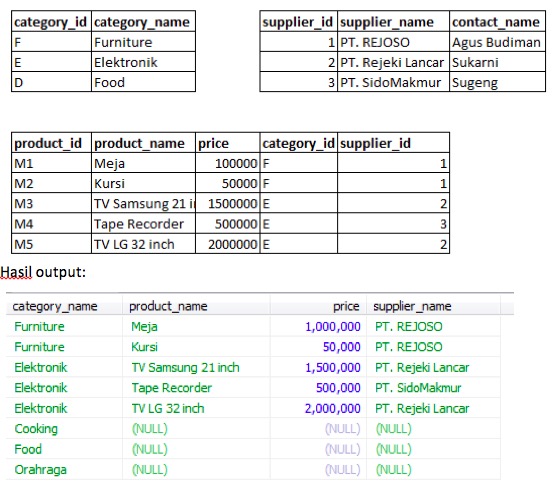 category_id category_name
F Furniture
E Elektronik
D Food
supplier_id supplier_name contact_name
1 PT. REJOSO Agus Budiman
2 PT. Rejeki Lancar Sukarni
3 PT. SidoMakmur Sugeng
product_id product_name price category_id supplier_id
M1 Meja 100000 F 1
M2 Kursi 50000 F 1
M3 TV Samsung 21 i 1500000 E 2
M4 Tape Recorder 500000 E 3
M5 TV LG 32 inch 2000000 E 2
Hasil output:
category_name product_name price supplier_name
Furniture Meja 1,000,000 PT. REJOSO
Furniture Kursi 50,000 PT. REJOSO
Elektronik TV Samsung 21 inch 1,500,000 PT. Rejeki Lancar
Elektronik Tape Recorder 500,000 PT. SidoMakmur
Elektronik TV LG 32 inch 2,000,000 PT. Rejeki Lancar
Cooking (NULL) (NULL) (NULL)
Food (NULL) (NULL) (NULL)
Orahraga (NULL) (NULL) (NULL)